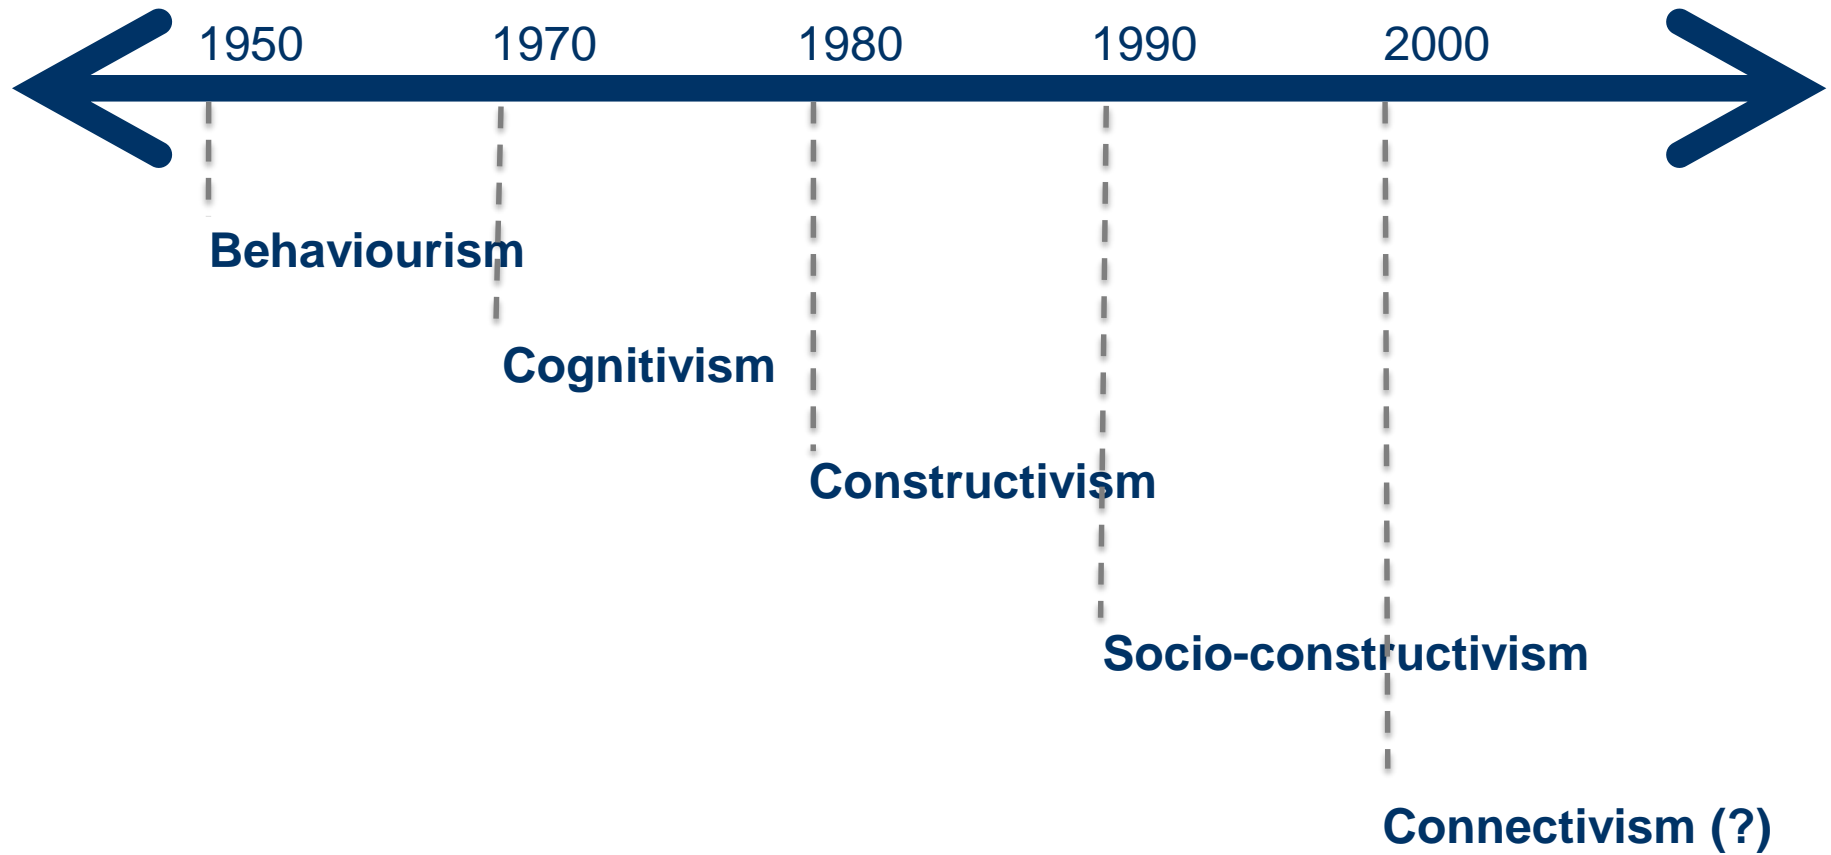 1950 1970 1980 1990 2000
Behaviourism
Cognitivism
Constructivism
Socio-constructivism
Connectivism (?)